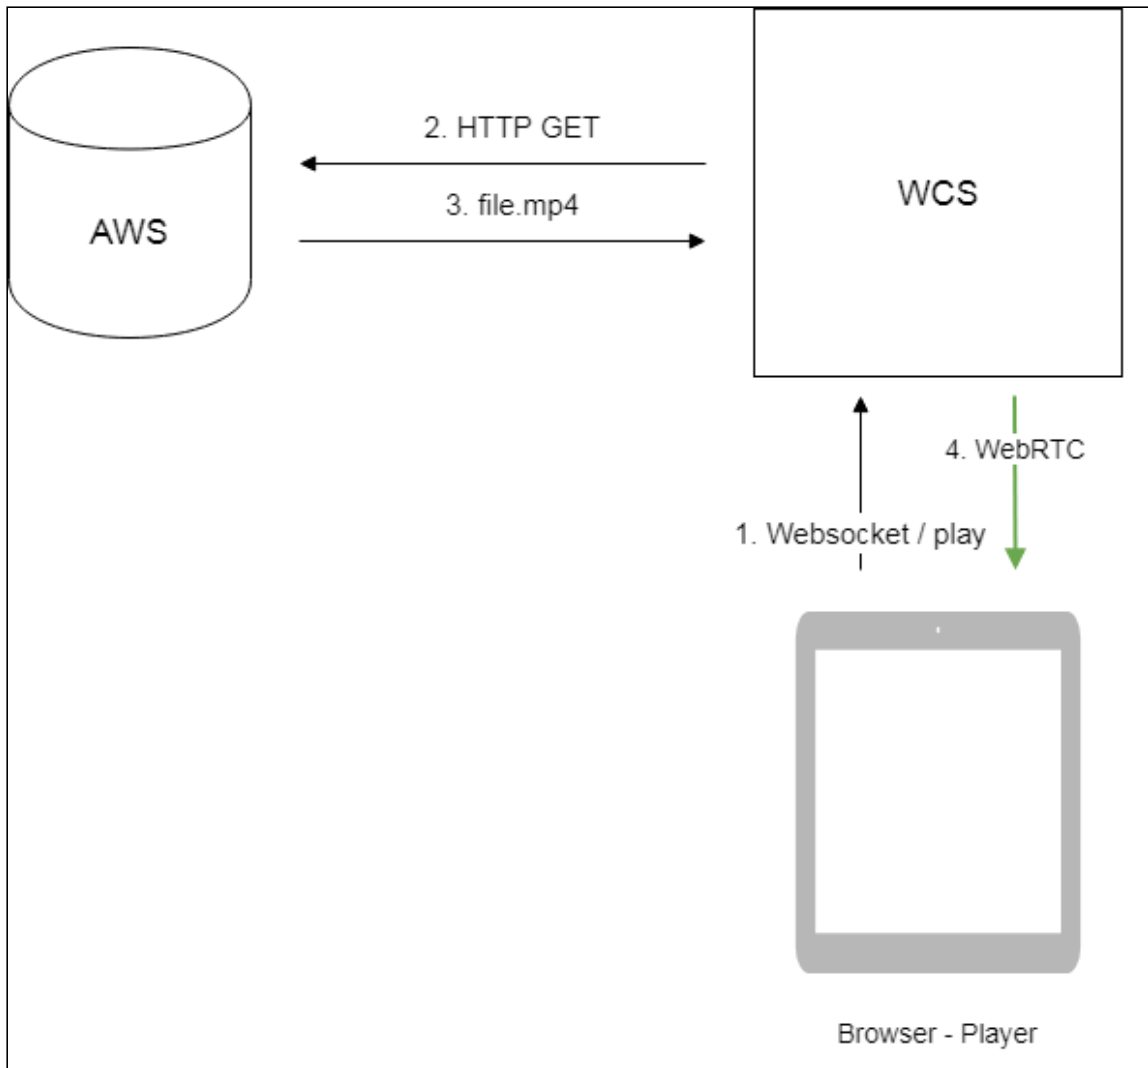 2. HTTP GET
3. file.mp4
AWS
WCS
4. WebRTC
1. Websocket / play
Browser - Player